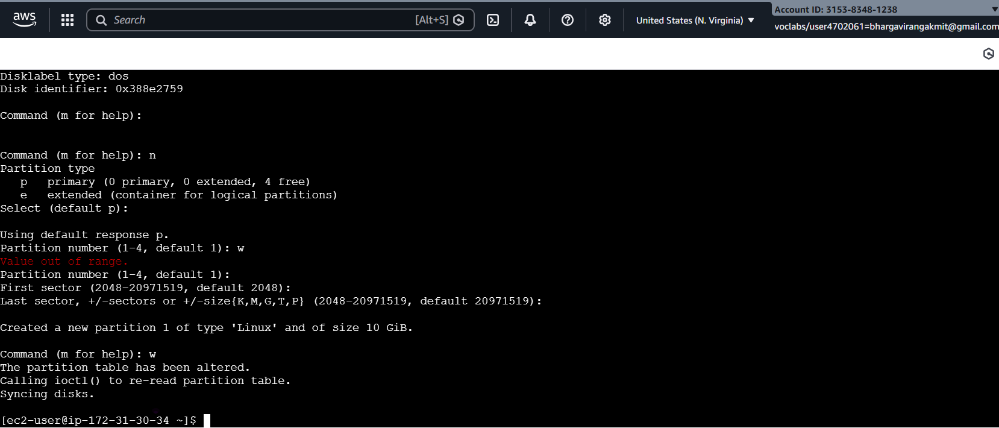 aws
Search
[Alt+S]
United States (N. Virginia) ▼
Account ID: 3153-8348-1238
voclabs/user4702061=bhargavirangakmit@gmail.com
Disklabel type: dos
Disk identifier: 0x388e2759
Command (m for help):
Command (m for help): n
Partition type
p   primary (0 primary, 0 extended, 4 free)
e   extended (container for logical partitions)
Select (default p):
Using default response p.
Partition number (1-4, default 1): w
Value out of range.
Partition number (1-4, default 1):
First sector (2048-20971519, default 2048):
Last sector, +/-sectors or +/-size{K,M,G,T,P} (2048-20971519, default 20971519):
Created a new partition 1 of type 'Linux' and of size 10 GiB.
Command (m for help): w
The partition table has been altered.
Calling ioctl() to re-read partition table.
Syncing disks.
[ec2-user@ip-172-31-30-34 ~]$